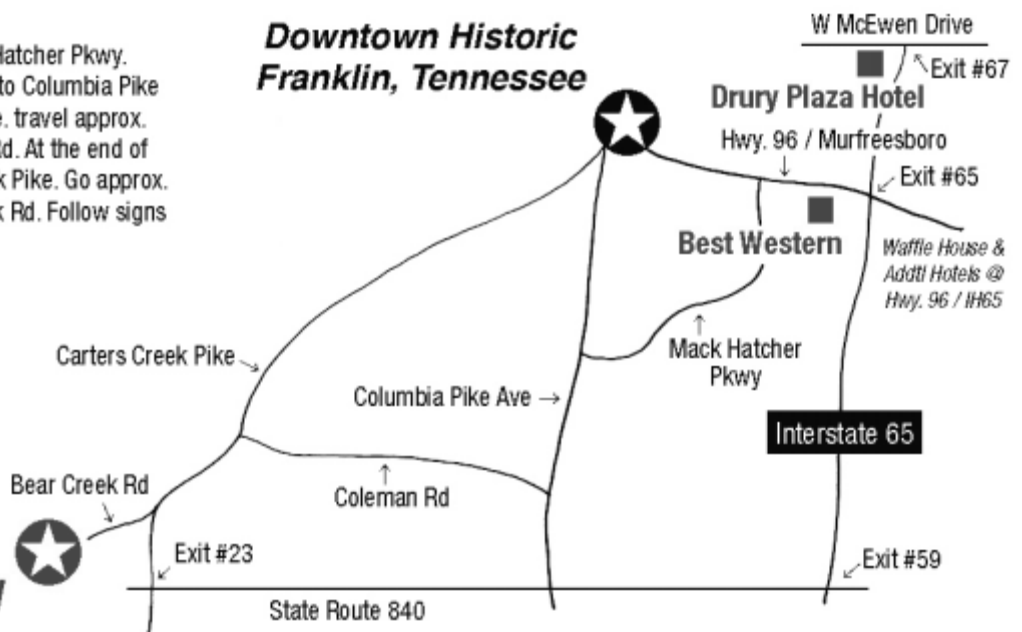 Hatcher Pkwy.
to Columbia Pike
e. travel approx.
Rd. At the end of
k Pike. Go approx.
k Rd. Follow signs
Downtown Historic
Franklin, Tennessee
W McEwen Drive
Exit #67
Drury Plaza Hotel
Hwy. 96 / Murfreesboro
Exit #65
Best Western
Waffle House &
Addtl Hotels @
Hwy. 96 / IH65
Carters Creek Pike
Mack Hatcher
Pkwy
Columbia Pike Ave
Interstate 65
Bear Creek Rd
Coleman Rd
Exit #23
Exit #59
State Route 840